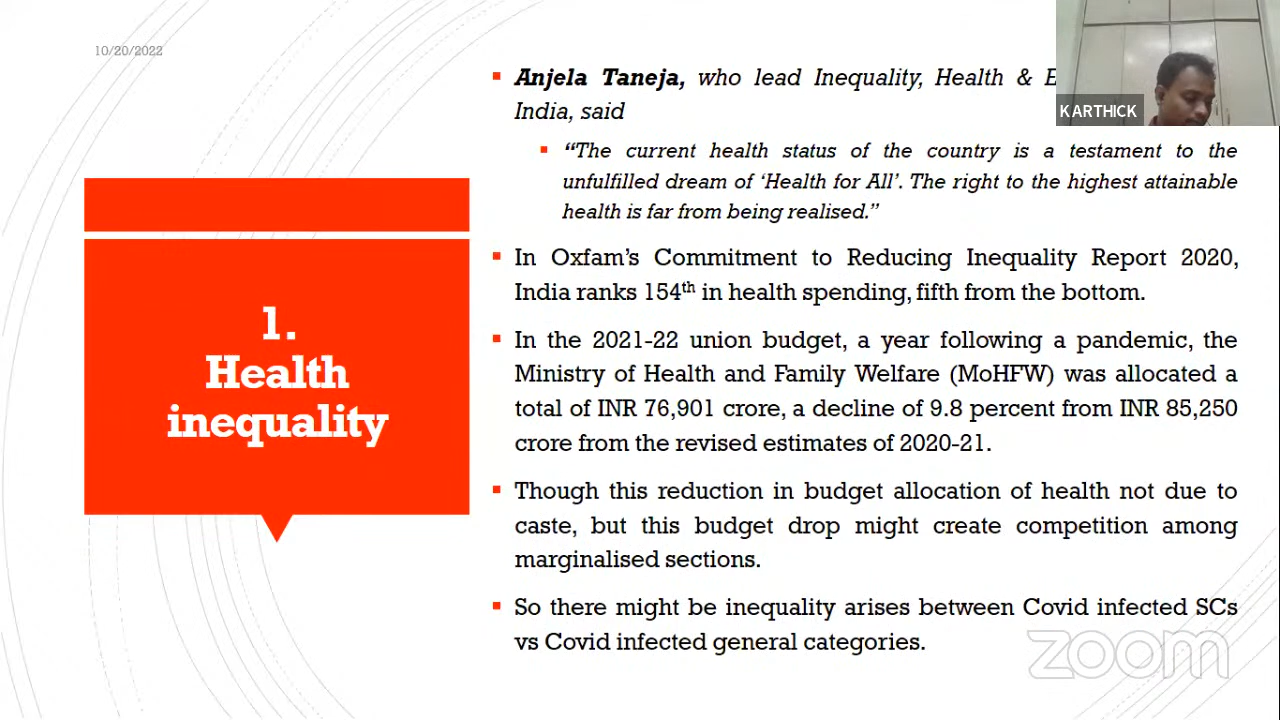 10/20/2022
Anjela Taneja, who lead Inequality, Health & E
India, said
KARTHICK
“The current health status of the country is a testament to the
unfulfilled dream of ‘Health for All’. The right to the highest attainable
health is far from being realised.”
In Oxfam’s Commitment to Reducing Inequality Report 2020,
India ranks 154th in health spending, fifth from the bottom.
In the 2021-22 union budget, a year following a pandemic, the
Ministry of Health and Family Welfare (MoHFW) was allocated a
total of INR 76,901 crore, a decline of 9.8 percent from INR 85,250
crore from the revised estimates of 2020-21.
Though this reduction in budget allocation of health not due to
caste, but this budget drop might create competition among
marginalised sections.
So there might be inequality arises between Covid infected SCs
vs Covid infected general categories.
1.
Health
inequality
zoom